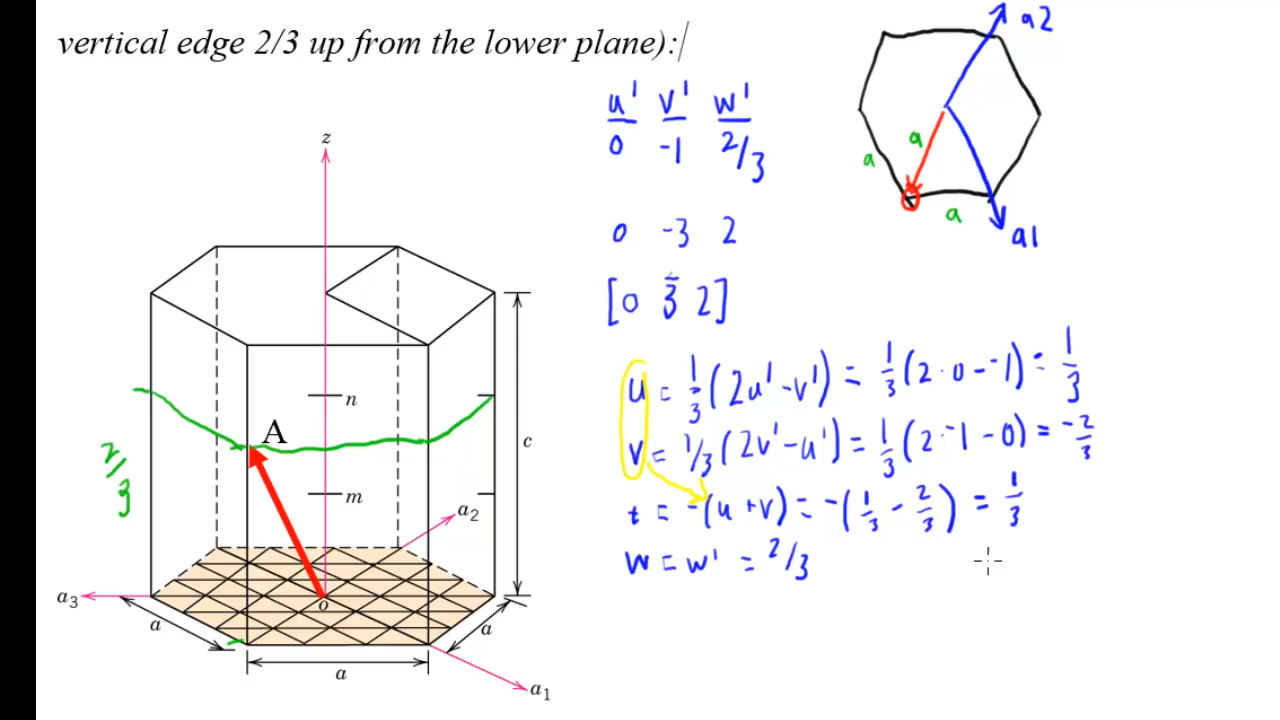 vertical edge 2/3 up from the lower plane):
a2
u' v' w'
0 -1 2/3
a
a
a
a1
0 -3 2
[0 3̄ 2]
u = 1/3 (2u' - v') = 1/3 (2·0 - -1) = 1/3
v = 1/3 (2v' - u') = 1/3 (2·-1 - 0) = -2/3
t = -(u + v) = -(1/3 - 2/3) = 1/3
w = w' = 2/3
z
n
A
c
2/3
m
a2
a3
o
a
a
a
a1